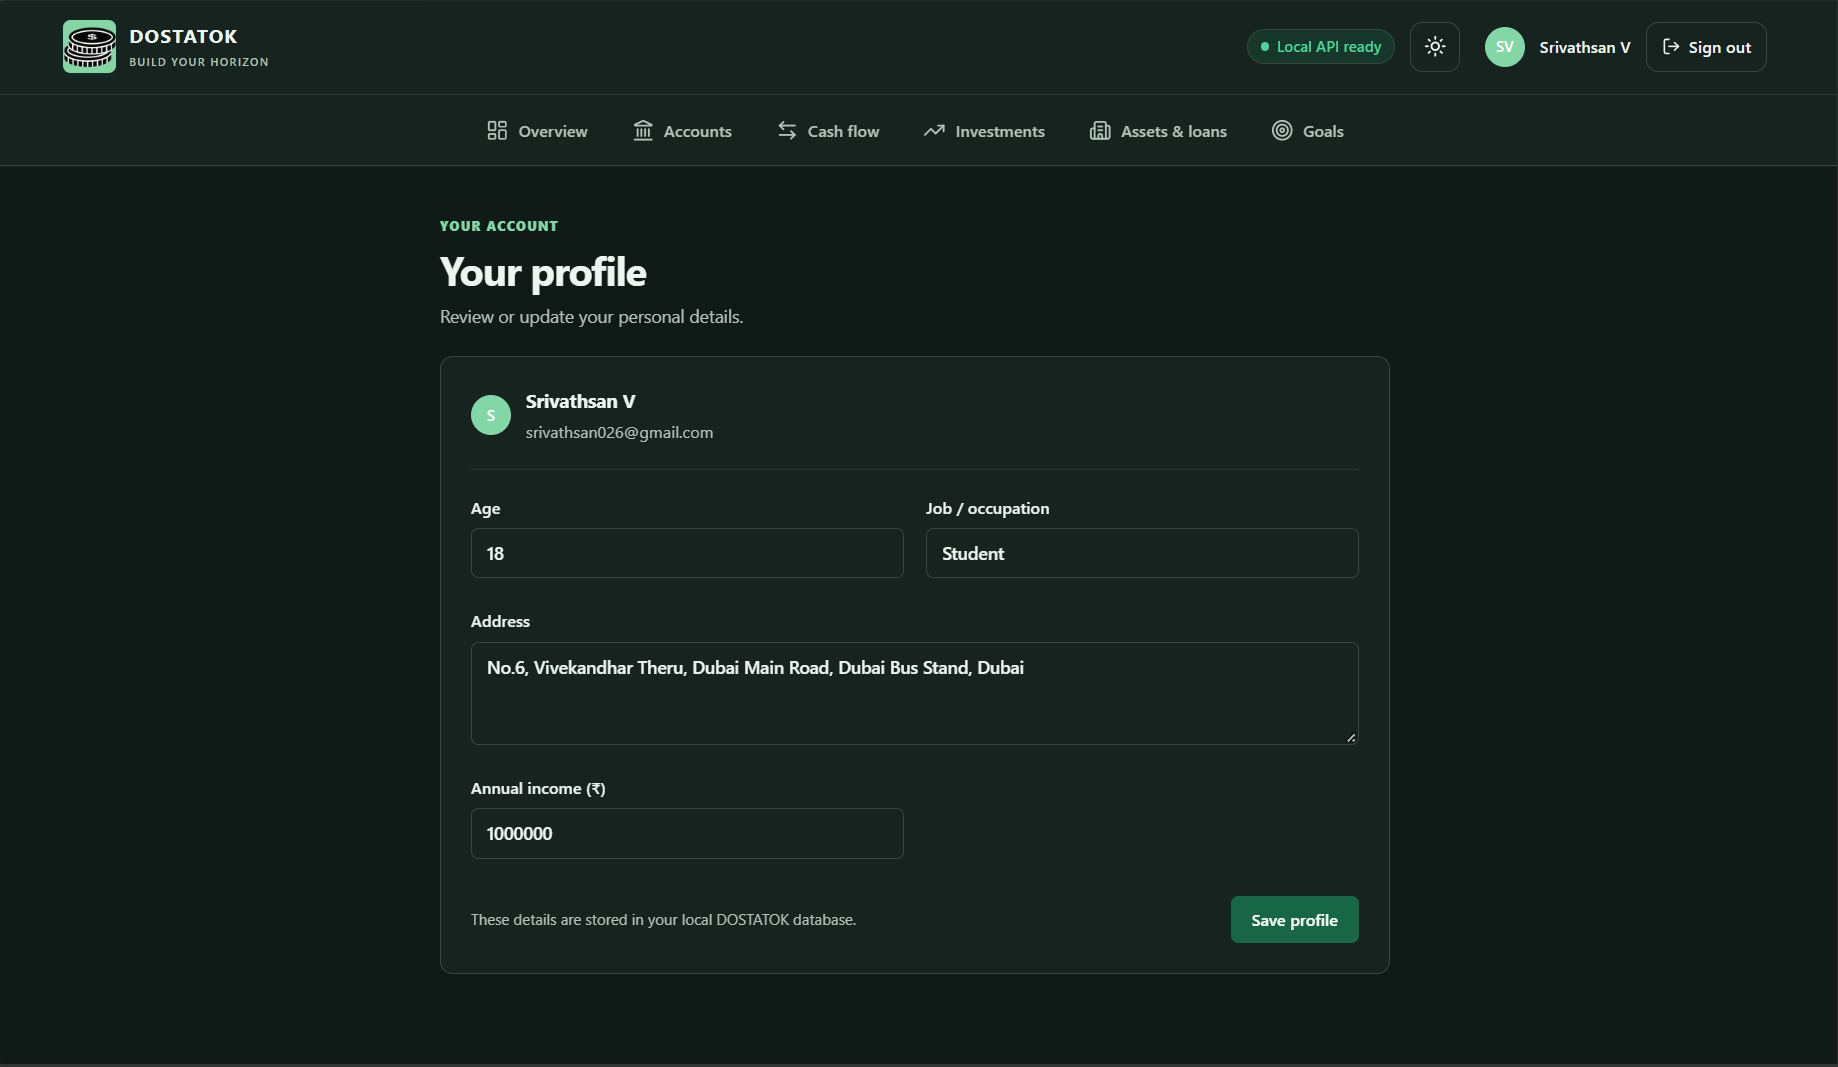 DOSTATOK
BUILD YOUR HORIZON
Local API ready
SV
Srivathsan V
Sign out
Overview
Accounts
Cash flow
Investments
Assets & loans
Goals
YOUR ACCOUNT
Your profile
Review or update your personal details.
S
Srivathsan V
srivathsan026@gmail.com
Age
Job / occupation
18
Student
Address
No.6, Vivekandhar Theru, Dubai Main Road, Dubai Bus Stand, Dubai
Annual income (₹)
1000000
These details are stored in your local DOSTATOK database.
Save profile